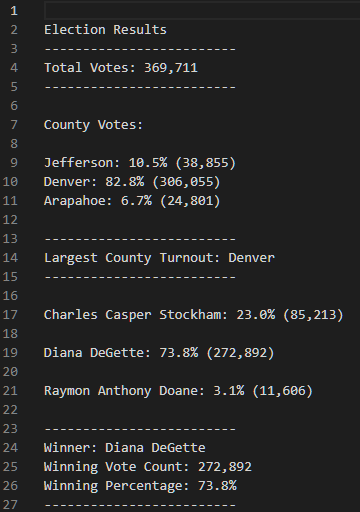 1
2 Election Results
3 -------------------------
4 Total Votes: 369,711
5 -------------------------
6
7 County Votes:
8
9 Jefferson: 10.5% (38,855)
10 Denver: 82.8% (306,055)
11 Arapahoe: 6.7% (24,801)
12
13 -------------------------
14 Largest County Turnout: Denver
15 -------------------------
16
17 Charles Casper Stockham: 23.0% (85,213)
18
19 Diana DeGette: 73.8% (272,892)
20
21 Raymon Anthony Doane: 3.1% (11,606)
22
23 -------------------------
24 Winner: Diana DeGette
25 Winning Vote Count: 272,892
26 Winning Percentage: 73.8%
27 -------------------------